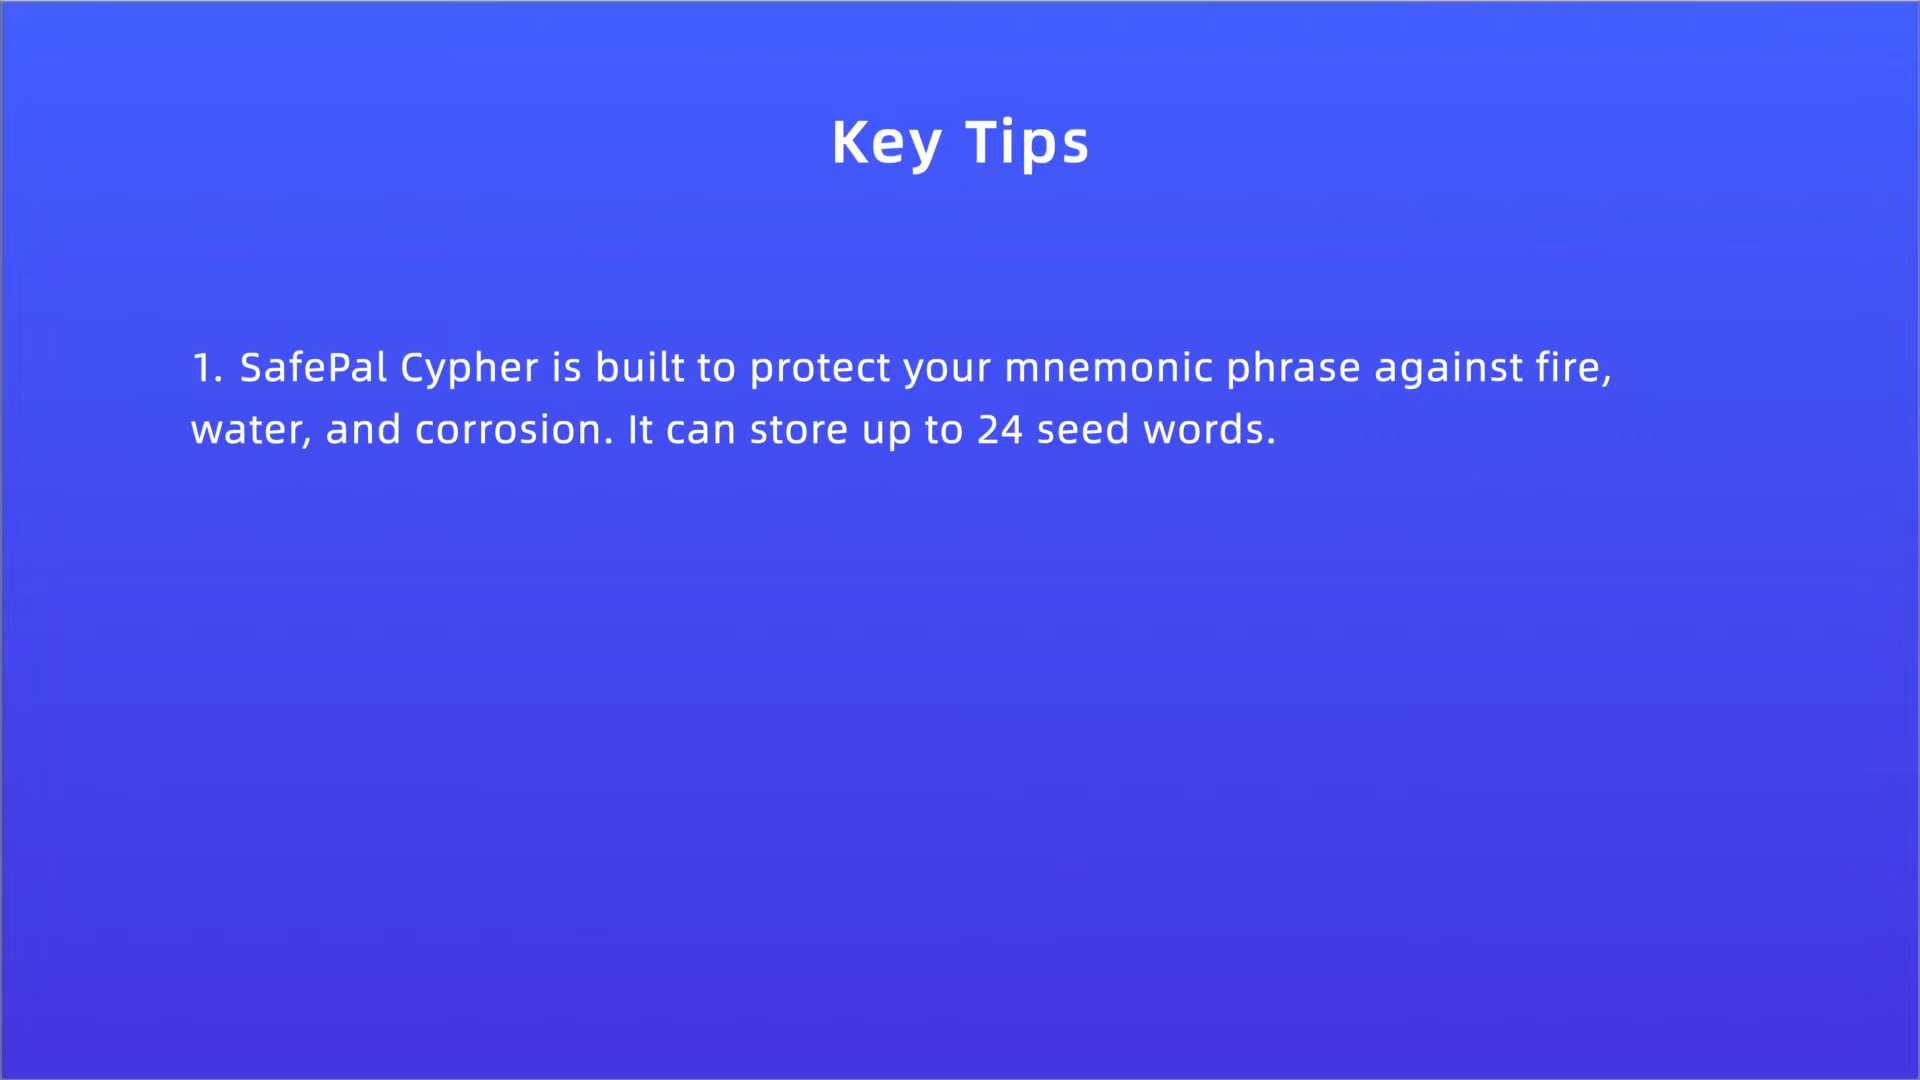 Key Tips
1. SafePal Cypher is built to protect your mnemonic phrase against fire,
water, and corrosion. It can store up to 24 seed words.